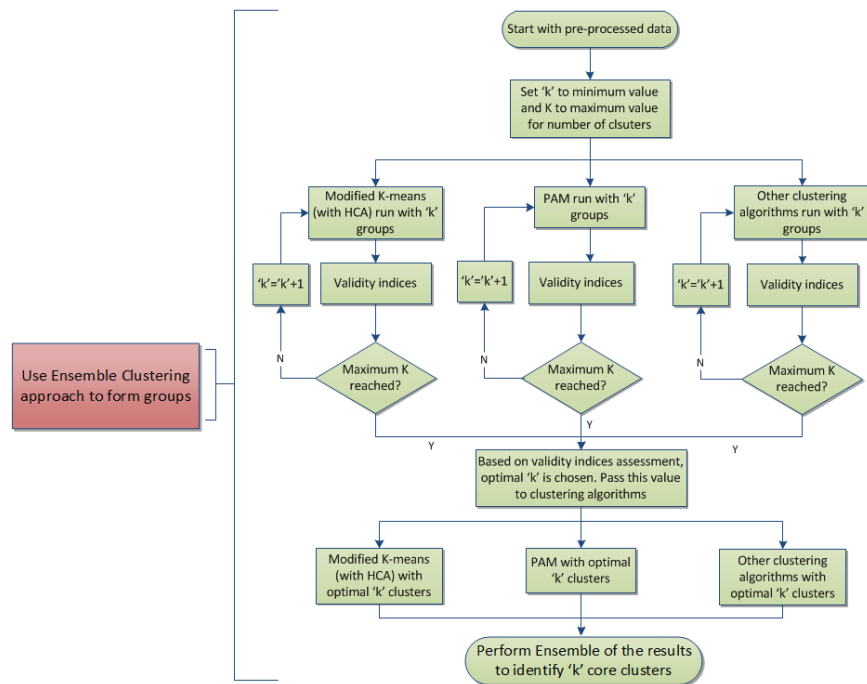 Start with pre-processed data
Set ‘k’ to minimum value
and K to maximum value
for number of clsuters
Modified K-means
(with HCA) run with ‘k’
groups
PAM run with ‘k’
groups
Other clustering
algorithms run with ‘k’
groups
‘k’=’k’+1
Validity indices
‘k’=’k’+1
Validity indices
‘k’=’k’+1
Validity indices
N
Maximum K
reached?
N
Maximum K
reached?
N
Maximum K
reached?
Use Ensemble Clustering
approach to form groups
Y
Y
Y
Based on validity indices assessment,
optimal ‘k’ is chosen. Pass this value
to clustering algorithms
Modified K-means
(with HCA) with
optimal ‘k’ clusters
PAM with optimal
‘k’ clusters
Other clustering
algorithms with
optimal ‘k’ clusters
Perform Ensemble of the results
to identify ‘k’ core clusters